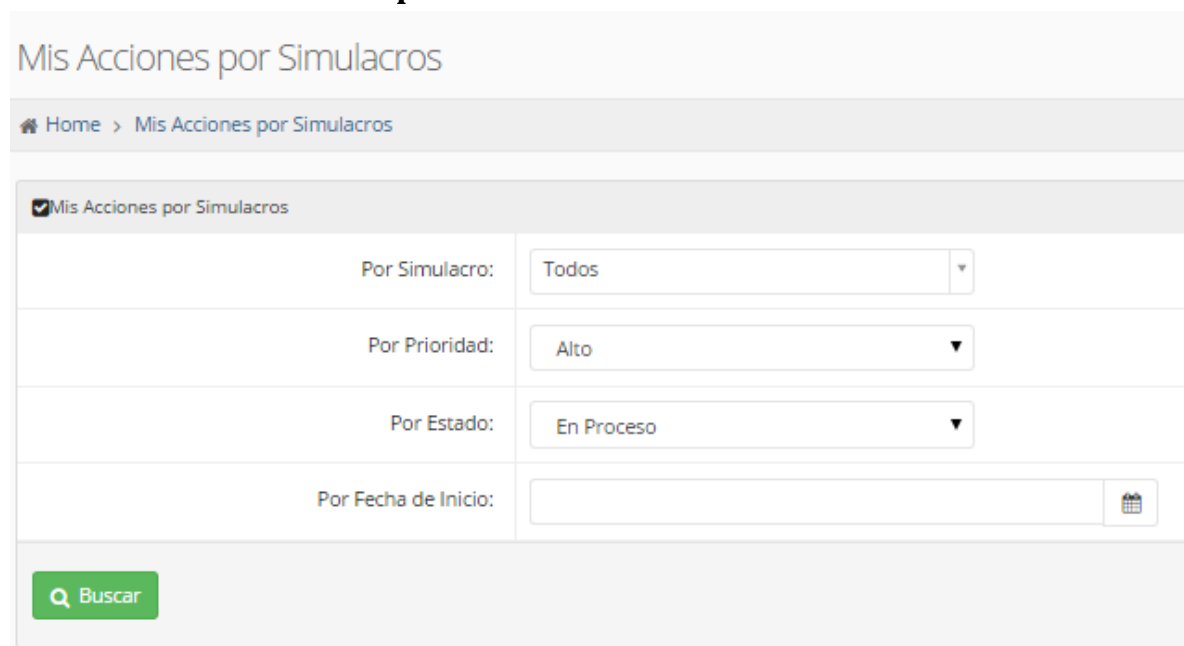 Mis Acciones por Simulacros
Home > Mis Acciones por Simulacros
Mis Acciones por Simulacros
Por Simulacro: Todos
Por Prioridad: Alto
Por Estado: En Proceso
Por Fecha de Inicio:
Buscar